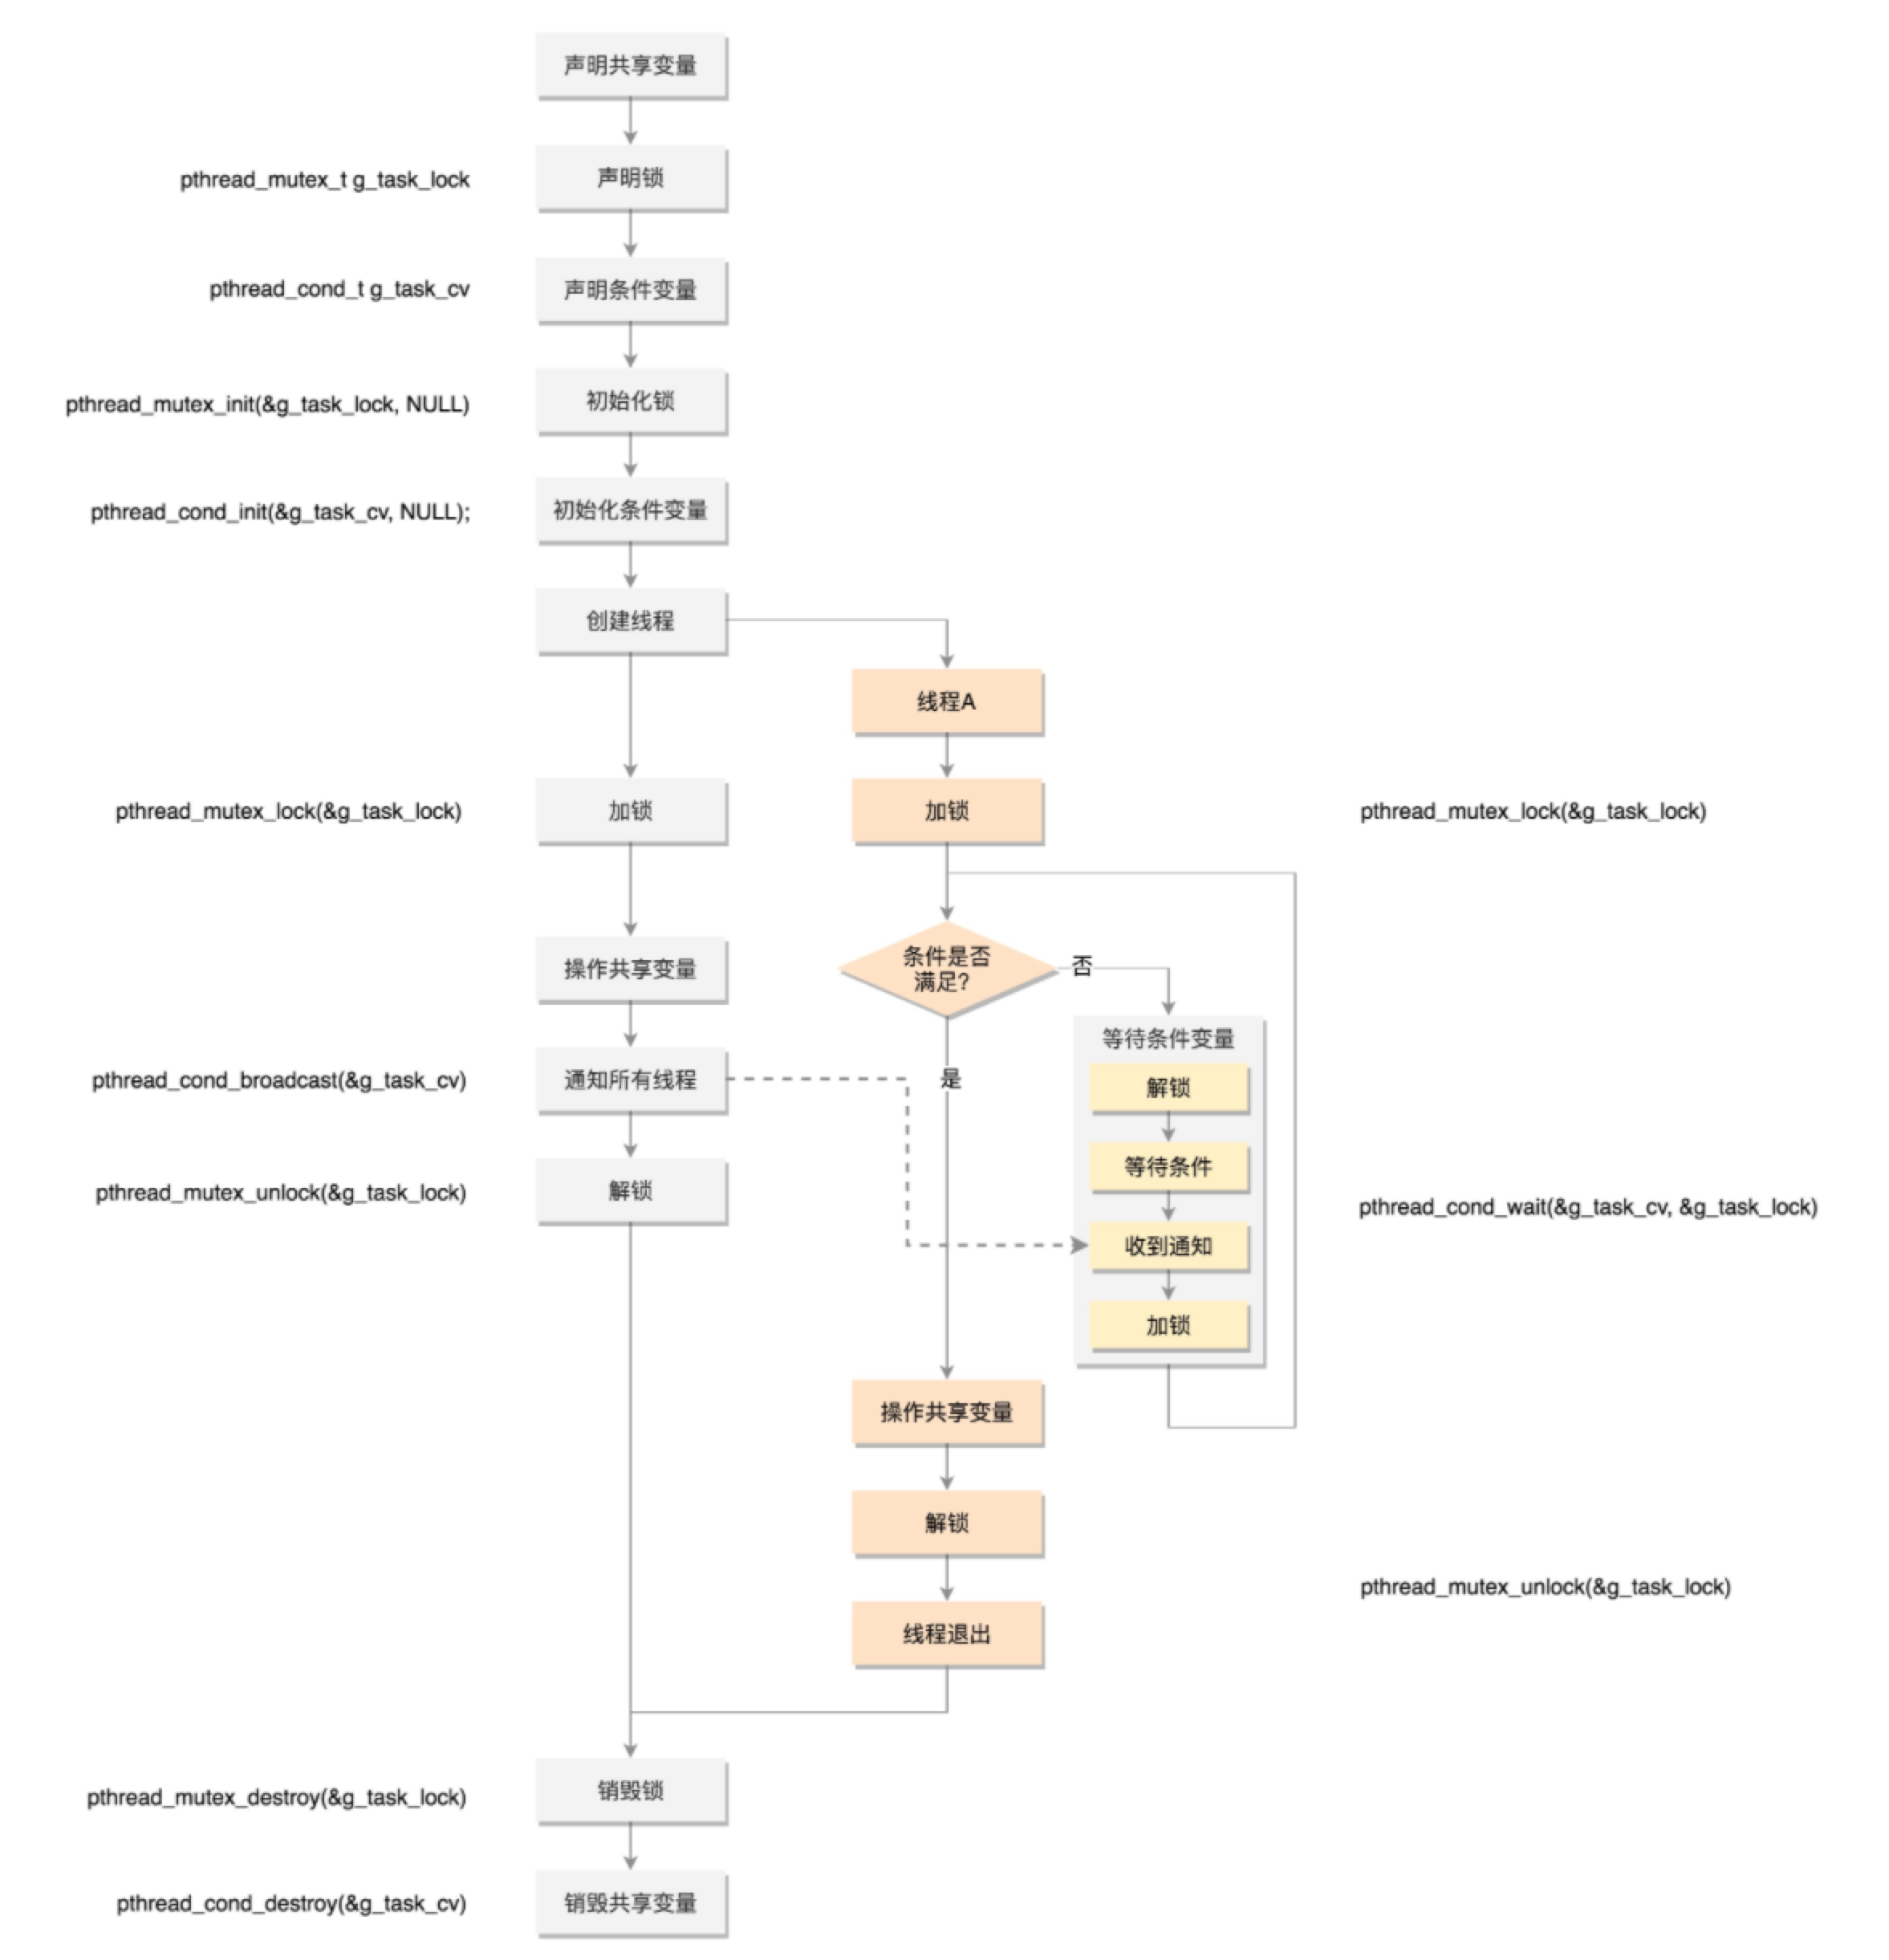 声明共享变量
pthread_mutex_t g_task_lock
声明锁
pthread_cond_t g_task_cv
声明条件变量
pthread_mutex_init(&g_task_lock, NULL)
初始化锁
pthread_cond_init(&g_task_cv, NULL);
初始化条件变量
创建线程
线程A
pthread_mutex_lock(&g_task_lock)
加锁
加锁
pthread_mutex_lock(&g_task_lock)
操作共享变量
条件是否
满足?
否
等待条件变量
pthread_cond_broadcast(&g_task_cv)
通知所有线程
是
解锁
等待条件
pthread_mutex_unlock(&g_task_lock)
解锁
pthread_cond_wait(&g_task_cv, &g_task_lock)
收到通知
加锁
操作共享变量
解锁
pthread_mutex_unlock(&g_task_lock)
线程退出
pthread_mutex_destroy(&g_task_lock)
销毁锁
pthread_cond_destroy(&g_task_cv)
销毁共享变量